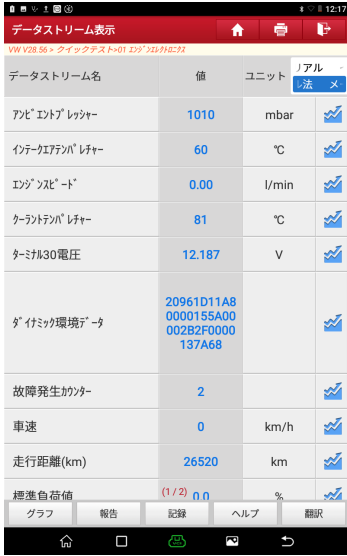 12:17
データストリーム表示
VW V28.56 > クイックテスト>01 ｴﾝｼﾞﾝｴﾚｸﾄﾛﾆｸｽ
データストリーム名 値 ユニット
ｱﾝﾋﾞｴﾝﾄﾌﾟﾚｯｼｬｰ 1010 mbar
ｲﾝﾃｰｸｴｱﾃﾝﾊﾟﾚﾁｬｰ 60 ℃
ｴﾝｼﾞﾝｽﾋﾟｰﾄﾞ 0.00 l/min
ｸｰﾗﾝﾄﾃﾝﾊﾟﾚﾁｬｰ 81 ℃
ﾀｰﾐﾅﾙ30電圧 12.187 V
ﾀﾞｲﾅﾐｯｸ環境ﾃﾞｰﾀ
20961D11A8
0000155A00
002B2F0000
137A68
故障発生ｶｳﾝﾀｰ 2
車速 0 km/h
走行距離(km) 26520 km
標準負荷値 (1/2) 0.0 %
グラフ 報告 記録 ヘルプ 翻訳